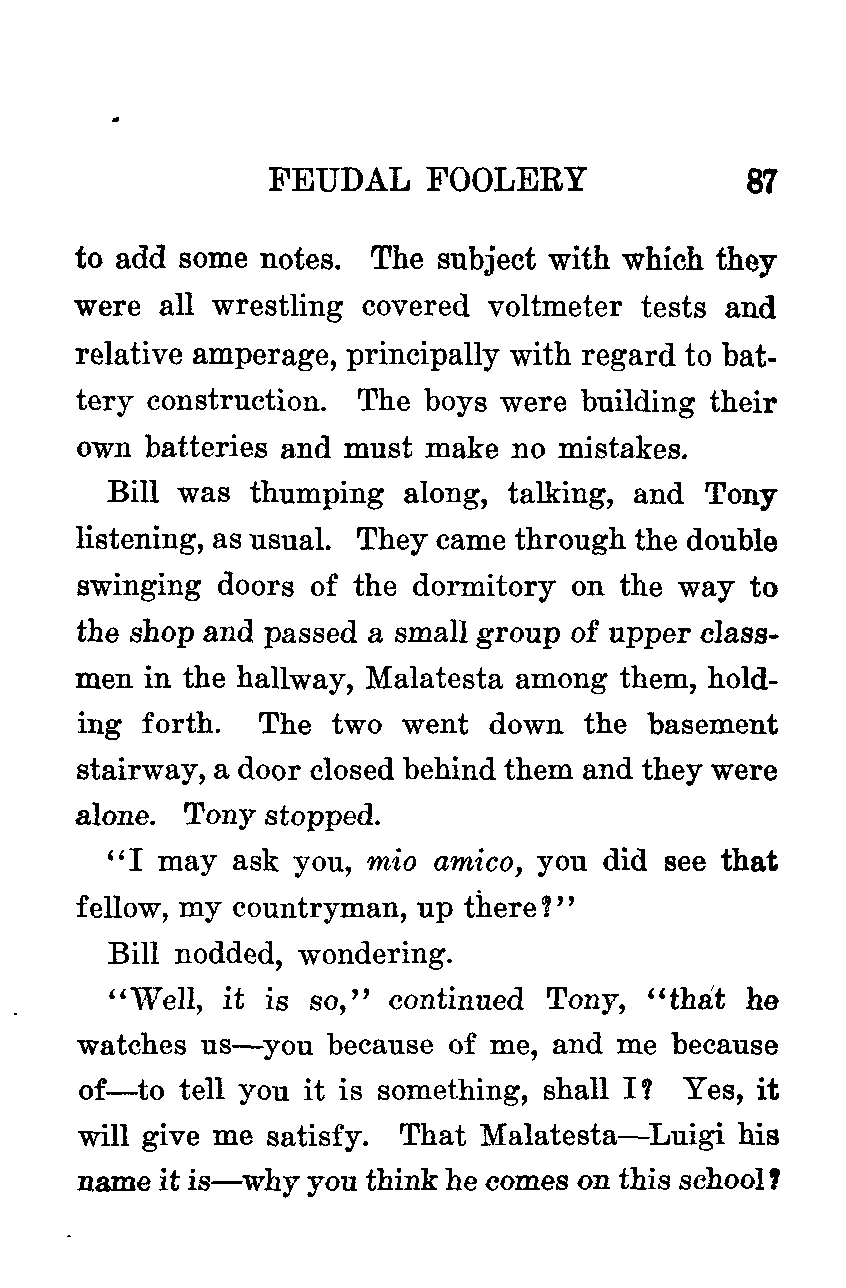 FEUDAL FOOLERY 87
to add some notes. The subject with which they
were all wrestling covered voltmeter tests and
relative amperage, principally with regard to bat-
tery construction. The boys were building their
own batteries and must make no mistakes.
Bill was thumping along, talking, and Tony
listening, as usual. They came through the double
swinging doors of the dormitory on the way to
the shop and passed a small group of upper class-
men in the hallway, Malatesta among them, hold-
ing forth. The two went down the basement
stairway, a door closed behind them and they were
alone. Tony stopped.
“I may ask you, mio amico, you did see that
fellow, my countryman, up there?”
Bill nodded, wondering.
“Well, it is so,” continued Tony, “that he
watches us—you because of me, and me because
of—to tell you it is something, shall I? Yes, it
will give me satisfy. That Malatesta—Luigi his
name it is—why you think he comes on this school?